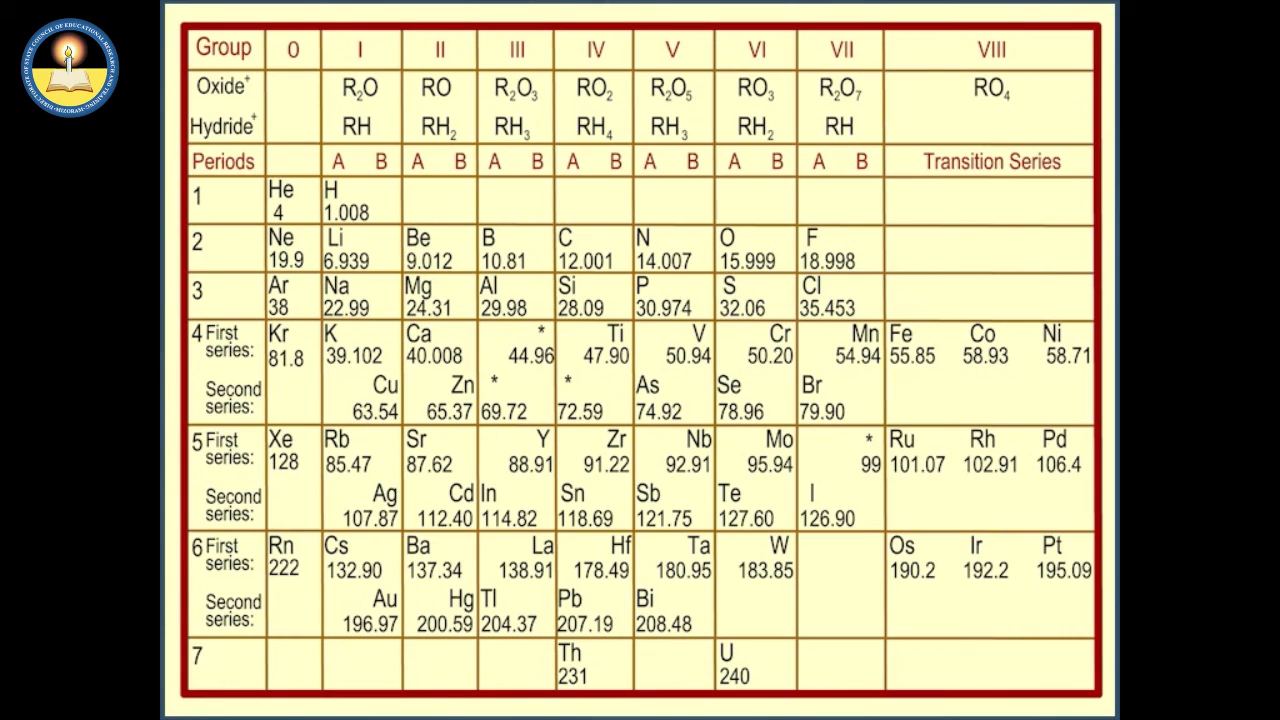 DIRECTORATE OF STATE COUNCIL OF EDUCATIONAL RESEARCH AND TRAINING
MIZORAM
Group 0 I II III IV V VI VII VIII
Oxide+ R₂O RO R₂O₃ RO₂ R₂O₅ RO₃ R₂O₇ RO₄
Hydride+ RH RH₂ RH₃ RH₄ RH₃ RH₂ RH
Periods A B A B A B A B A B A B A B Transition Series
1 He H
4 1.008
2 Ne Li Be B C N O F
19.9 6.939 9.012 10.81 12.001 14.007 15.999 18.998
3 Ar Na Mg Al Si P S Cl
38 22.99 24.31 29.98 28.09 30.974 32.06 35.453
4 First Kr K Ca * Ti V Cr Mn Fe Co Ni
series: 81.8 39.102 40.008 44.96 47.90 50.94 50.20 54.94 55.85 58.93 58.71
Second Cu Zn * * As Se Br
series: 63.54 65.37 69.72 72.59 74.92 78.96 79.90
5 First Xe Rb Sr Y Zr Nb Mo * Ru Rh Pd
series: 128 85.47 87.62 88.91 91.22 92.91 95.94 99 101.07 102.91 106.4
Second Ag Cd In Sn Sb Te I
series: 107.87 112.40 114.82 118.69 121.75 127.60 126.90
6 First Rn Cs Ba La Hf Ta W Os Ir Pt
series: 222 132.90 137.34 138.91 178.49 180.95 183.85 190.2 192.2 195.09
Second Au Hg Tl Pb Bi
series: 196.97 200.59 204.37 207.19 208.48
7 Th U
231 240